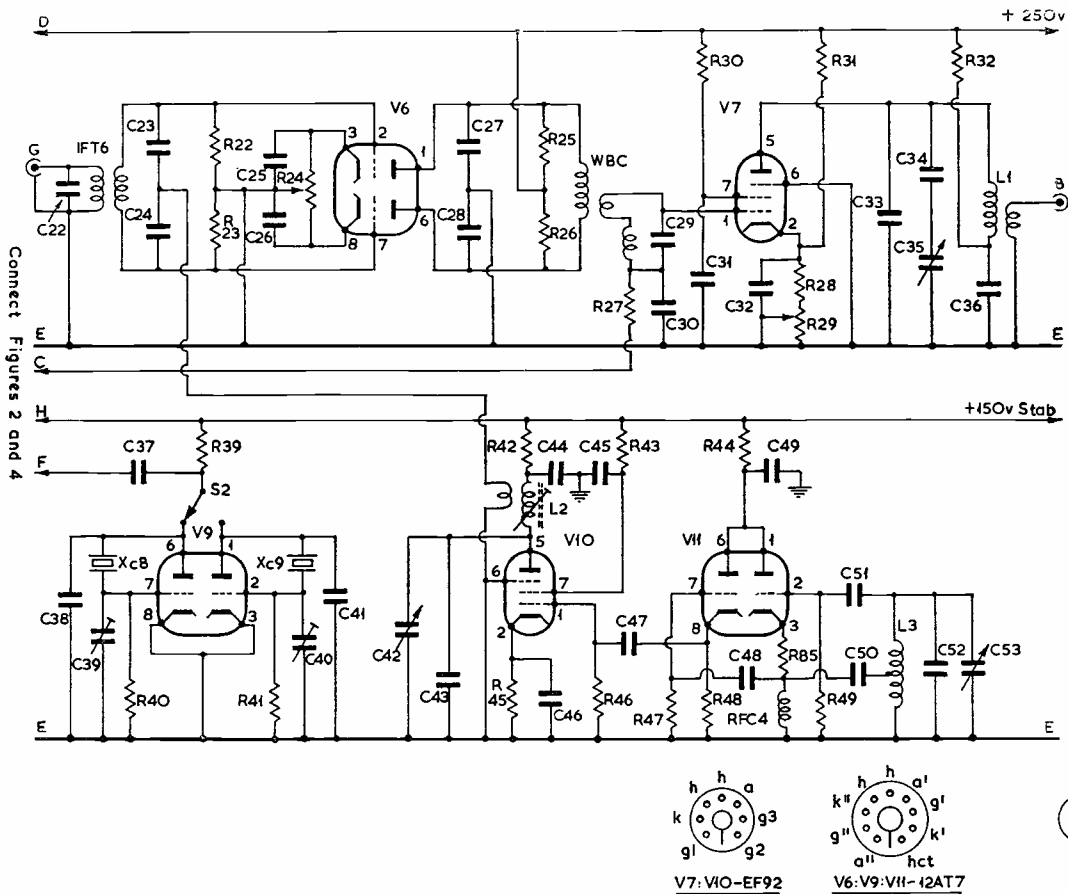 D
+ 250v
R30
R31
R32
C23
R22
V6
C27
R25
V7
G
IFT6
3
2
5
C34
C25
R24
1
WBC
7
6
L1
B
C22
C24
R
23
C26
6
C28
R26
C29
1
2
C33
C35
8
7
C31
R28
C36
R27
C30
C32
R29
E
E
C
Connect Figures 2 and 4
H
+150v Stab
R39
R42
C44
C45
R43
R44
C49
C37
F
S2
L2
V9
V10
V11
6
1
5
6
1
Xc8
Xc9
7
2
6
7
7
2
C51
C38
8
3
C41
1
8
3
L3
C39
C40
C42
2
C47
R85
C50
C52
C53
C48
R40
R41
C43
R
45
C46
R46
R47
R48
RFC4
R49
E
E
h
h
a
k
g3
g1
g2
V7: V10-EF92
h
h
a'
k"
g'
g"
k'
a"
hct
V6:V9:V11-12AT7